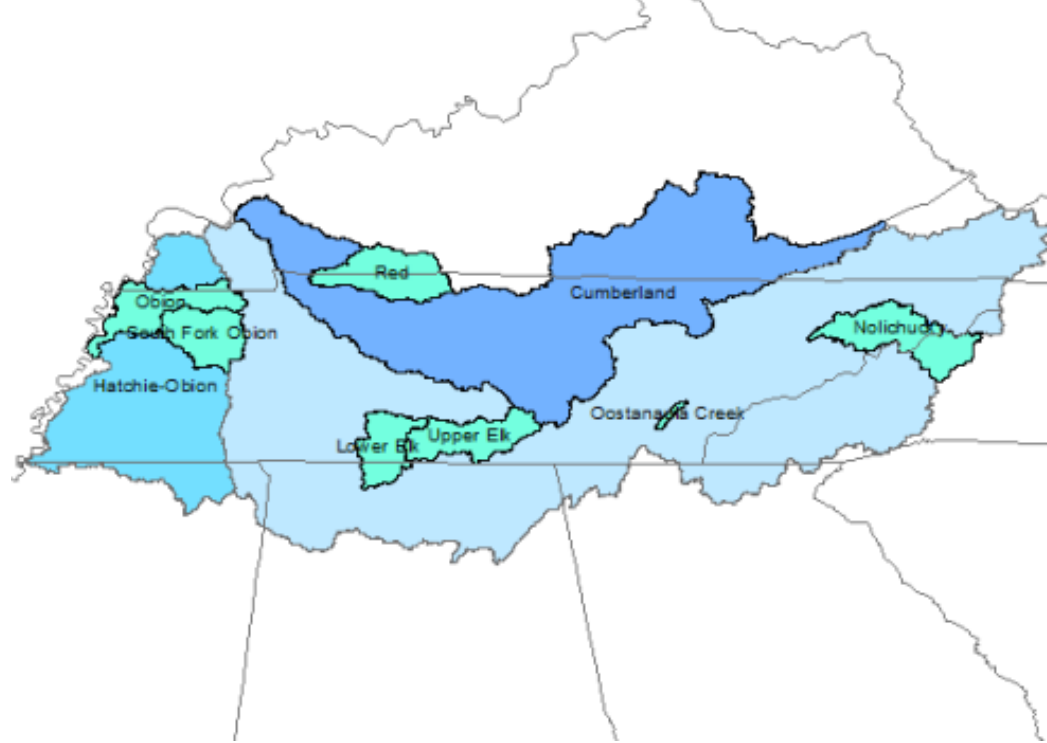 Red
Cumberland
Obion
South Fork Obion
Nolichucky
Hatchie-Obion
Oostanaula Creek
Upper Elk
Lower Elk